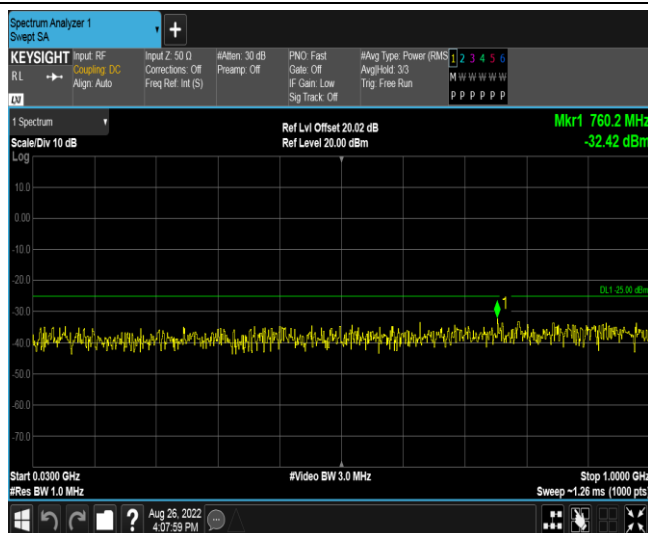 Spectrum Analyzer 1
Swept SA
+
KEYSIGHT Input: RF Input Z: 50 Ω #Atten: 30 dB PNO: Fast #Avg Type: Power (RMS 1 2 3 4 5 6
RL Coupling: DC Corrections: Off Preamp: Off Gate: Off Avg|Hold: 3/3 M W W W W W
Align: Auto Freq Ref: Int (S) IF Gain: Low Trig: Free Run
Sig Track: Off P P P P P P
LXI
1 Spectrum Ref Lvl Offset 20.02 dB Mkr1 760.2 MHz
Scale/Div 10 dB Ref Level 20.00 dBm -32.42 dBm
Log
10.0
0.00
-10.0
-20.0
DL1 -25.00 dBm
1
-30.0
-40.0
-50.0
-60.0
-70.0
Start 0.0300 GHz #Video BW 3.0 MHz Stop 1.0000 GHz
#Res BW 1.0 MHz Sweep ~1.26 ms (1000 pts)
? Aug 26, 2022
4:07:59 PM